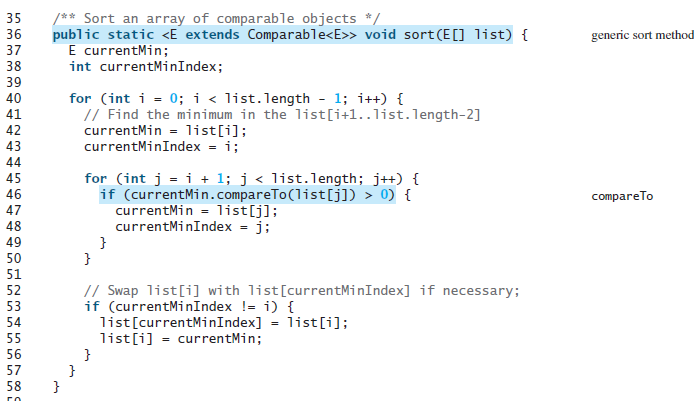 35 /** Sort an array of comparable objects */
36 public static <E extends Comparable<E>> void sort(E[] list) { generic sort method
37 E currentMin;
38 int currentMinIndex;
39
40 for (int i = 0; i < list.length - 1; i++) {
41 // Find the minimum in the list[i+1..list.length-2]
42 currentMin = list[i];
43 currentMinIndex = i;
44
45 for (int j = i + 1; j < list.length; j++) {
46 if (currentMin.compareTo(list[j]) > 0) { compareTo
47 currentMin = list[j];
48 currentMinIndex = j;
49 }
50 }
51
52 // Swap list[i] with list[currentMinIndex] if necessary;
53 if (currentMinIndex != i) {
54 list[currentMinIndex] = list[i];
55 list[i] = currentMin;
56 }
57 }
58 }